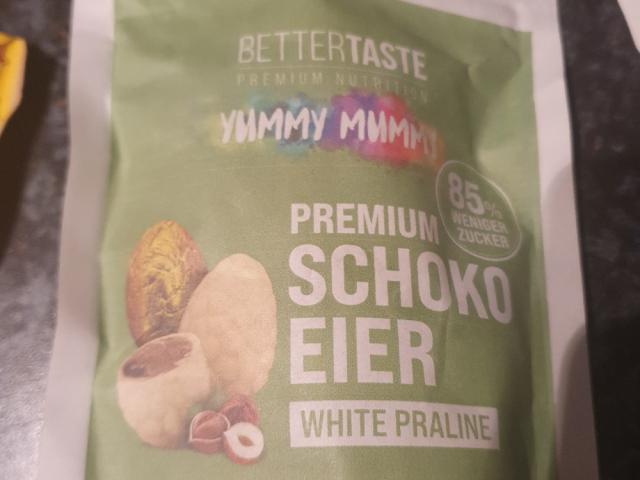 BETTERTASTE
PREMIUM NUTRITION
YUMMY MUMMY
85%
WENIGER
ZUCKER
PREMIUM
SCHOKO
EIER
WHITE PRALINE